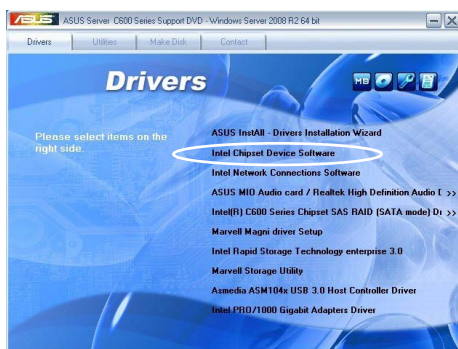 ASUS ASUS Server C600 Series Support DVD - Windows Server 2008 R2 64 bit
Drivers Utilities Make Disk Contact
Drivers
MB
Please select items on the
right side.
ASUS InstAll - Drivers Installation Wizard
Intel Chipset Device Software
Intel Network Connections Software
ASUS MIO Audio card / Realtek High Definition Audio D >>
Intel(R) C600 Series Chipset SAS RAID (SATA mode) Dr >>
Marvell Magni driver Setup
Intel Rapid Storage Technology enterprise 3.0
Marvell Storage Utility
Asmedia ASM104x USB 3.0 Host Controller Driver
Intel PRO/1000 Gigabit Adapters Driver